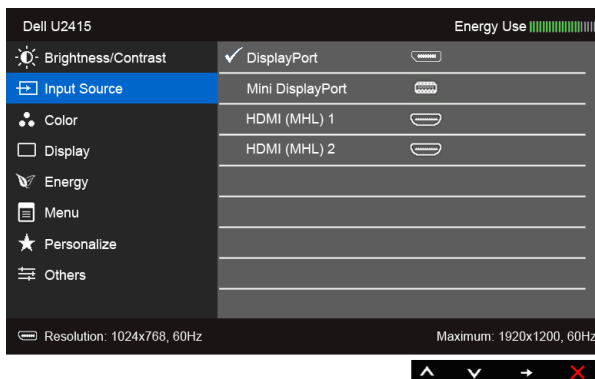 Dell U2415
Energy Use
Brightness/Contrast
DisplayPort
Input Source
Mini DisplayPort
Color
HDMI (MHL) 1
Display
HDMI (MHL) 2
Energy
Menu
Personalize
Others
Resolution: 1024x768, 60Hz
Maximum: 1920x1200, 60Hz